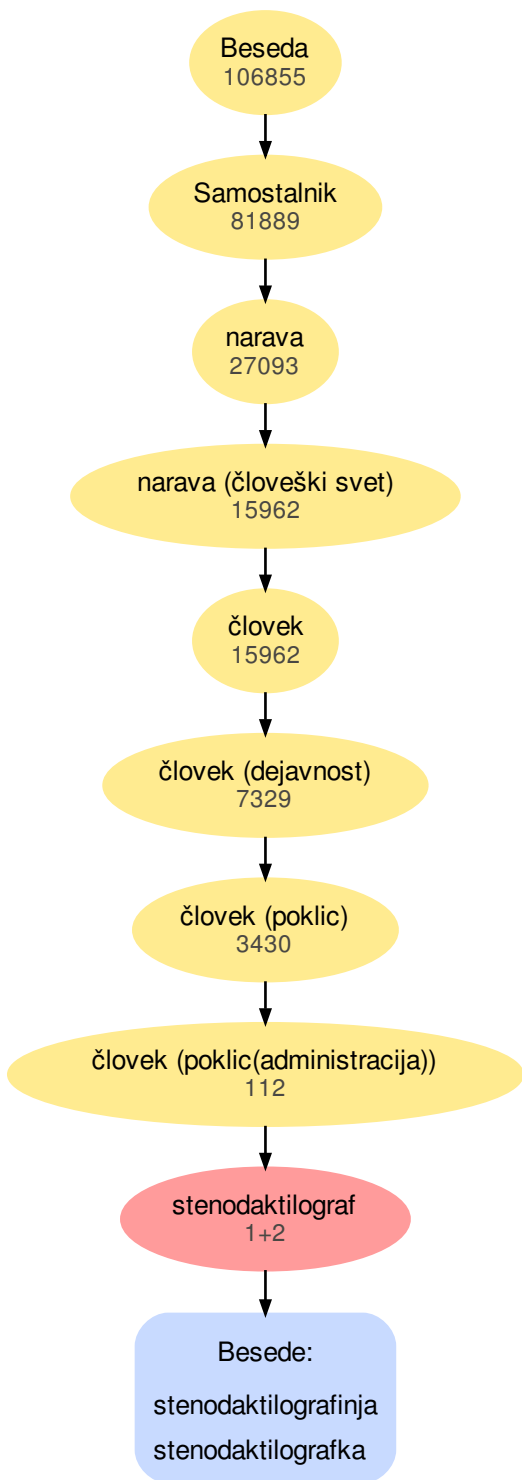 Beseda
106855
Samostalnik
81889
narava
27093
narava (človeški svet)
15962
človek
15962
človek (dejavnost)
7329
človek (poklic)
3430
človek (poklic(administracija))
112
stenodaktilograf
1+2
Besede:
stenodaktilografinja
stenodaktilografka